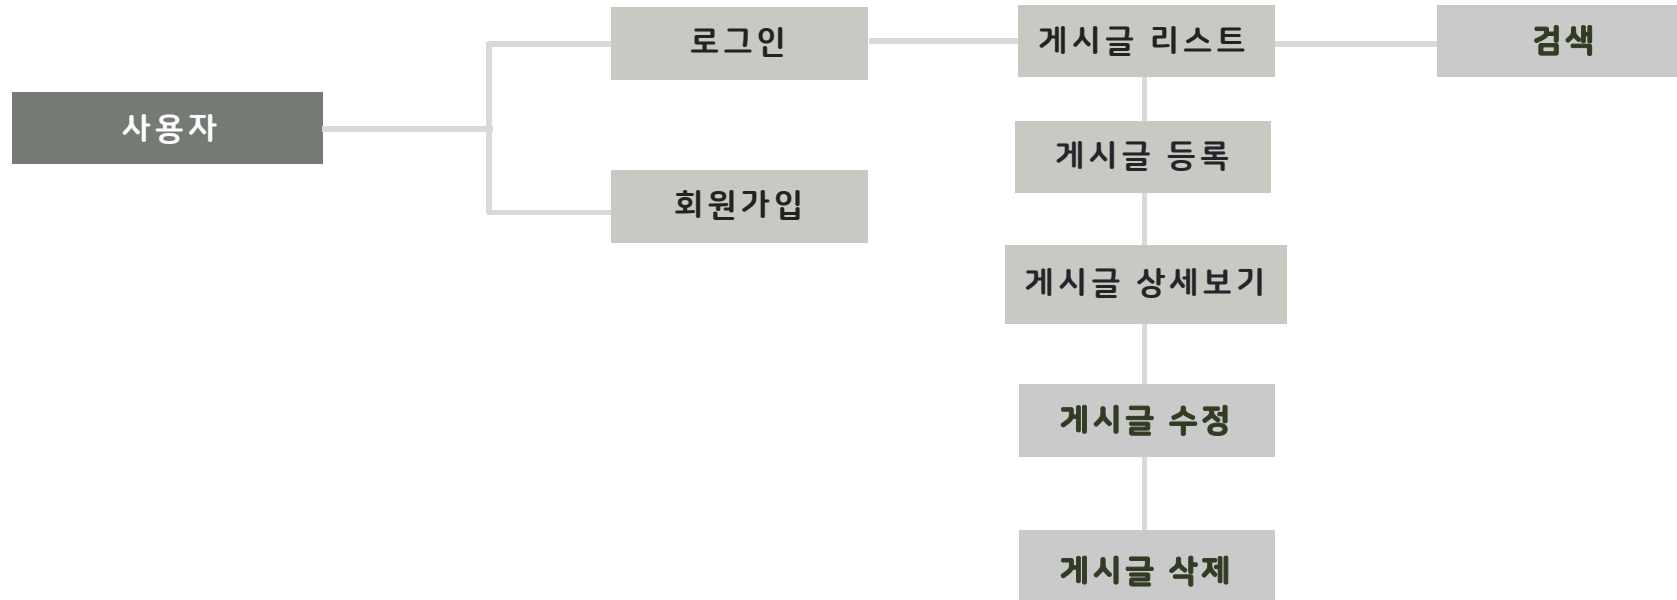 사용자
로그인
회원가입
게시글 리스트
검색
게시글 등록
게시글 상세보기
게시글 수정
게시글 삭제